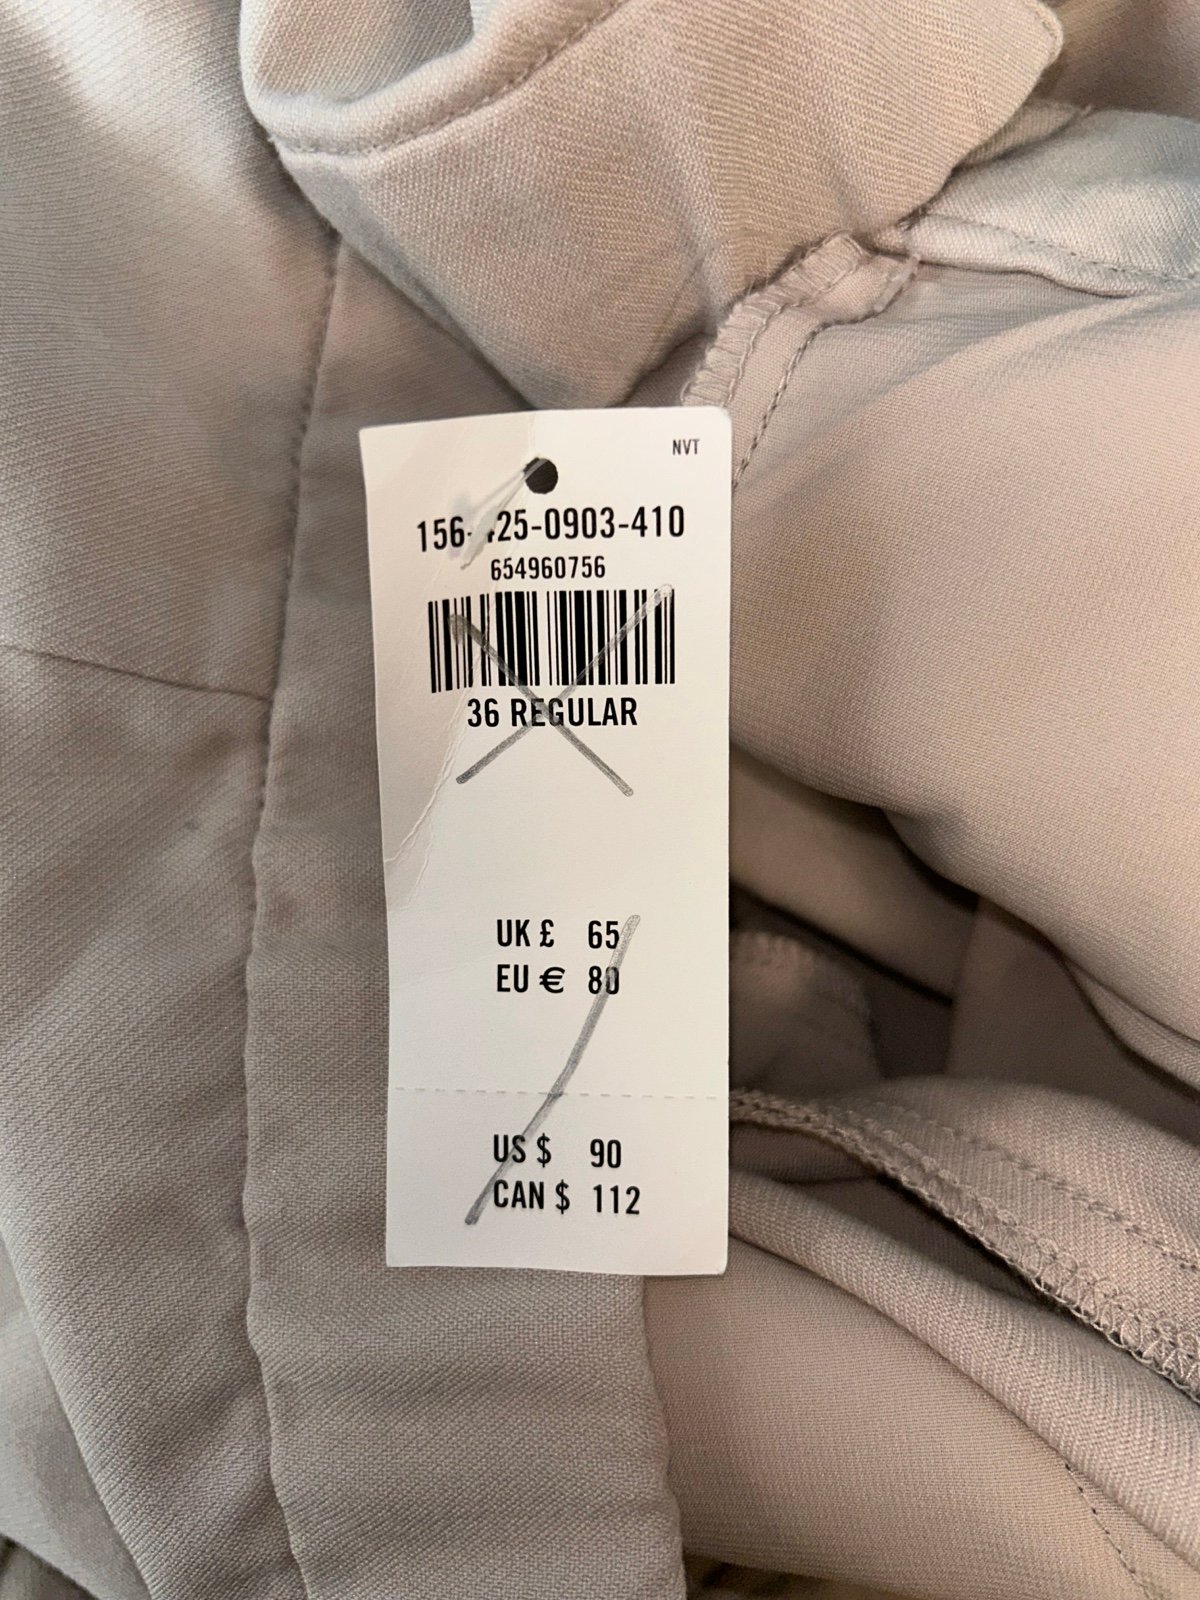 NVT
156-425-0903-410
654960756
36 REGULAR
UK £ 65
EU € 80
US $ 90
CAN $ 112